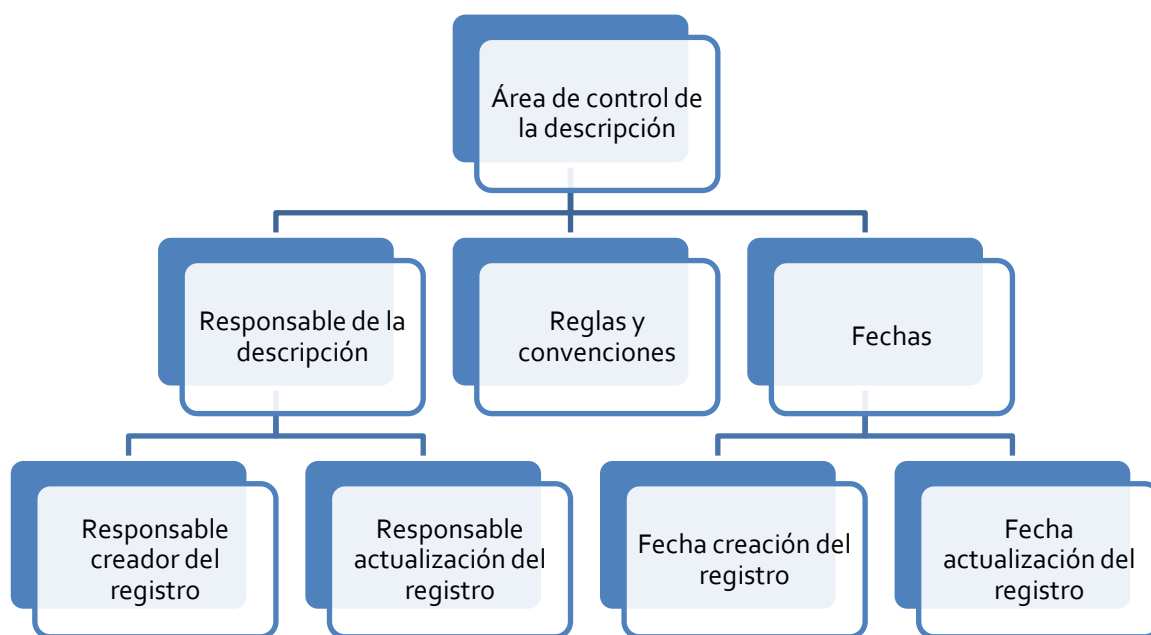 Área de control de
la descripción
Responsable de la
descripción
Reglas y
convenciones
Fechas
Responsable
creador del
registro
Responsable
actualización del
registro
Fecha creación del
registro
Fecha
actualización del
registro